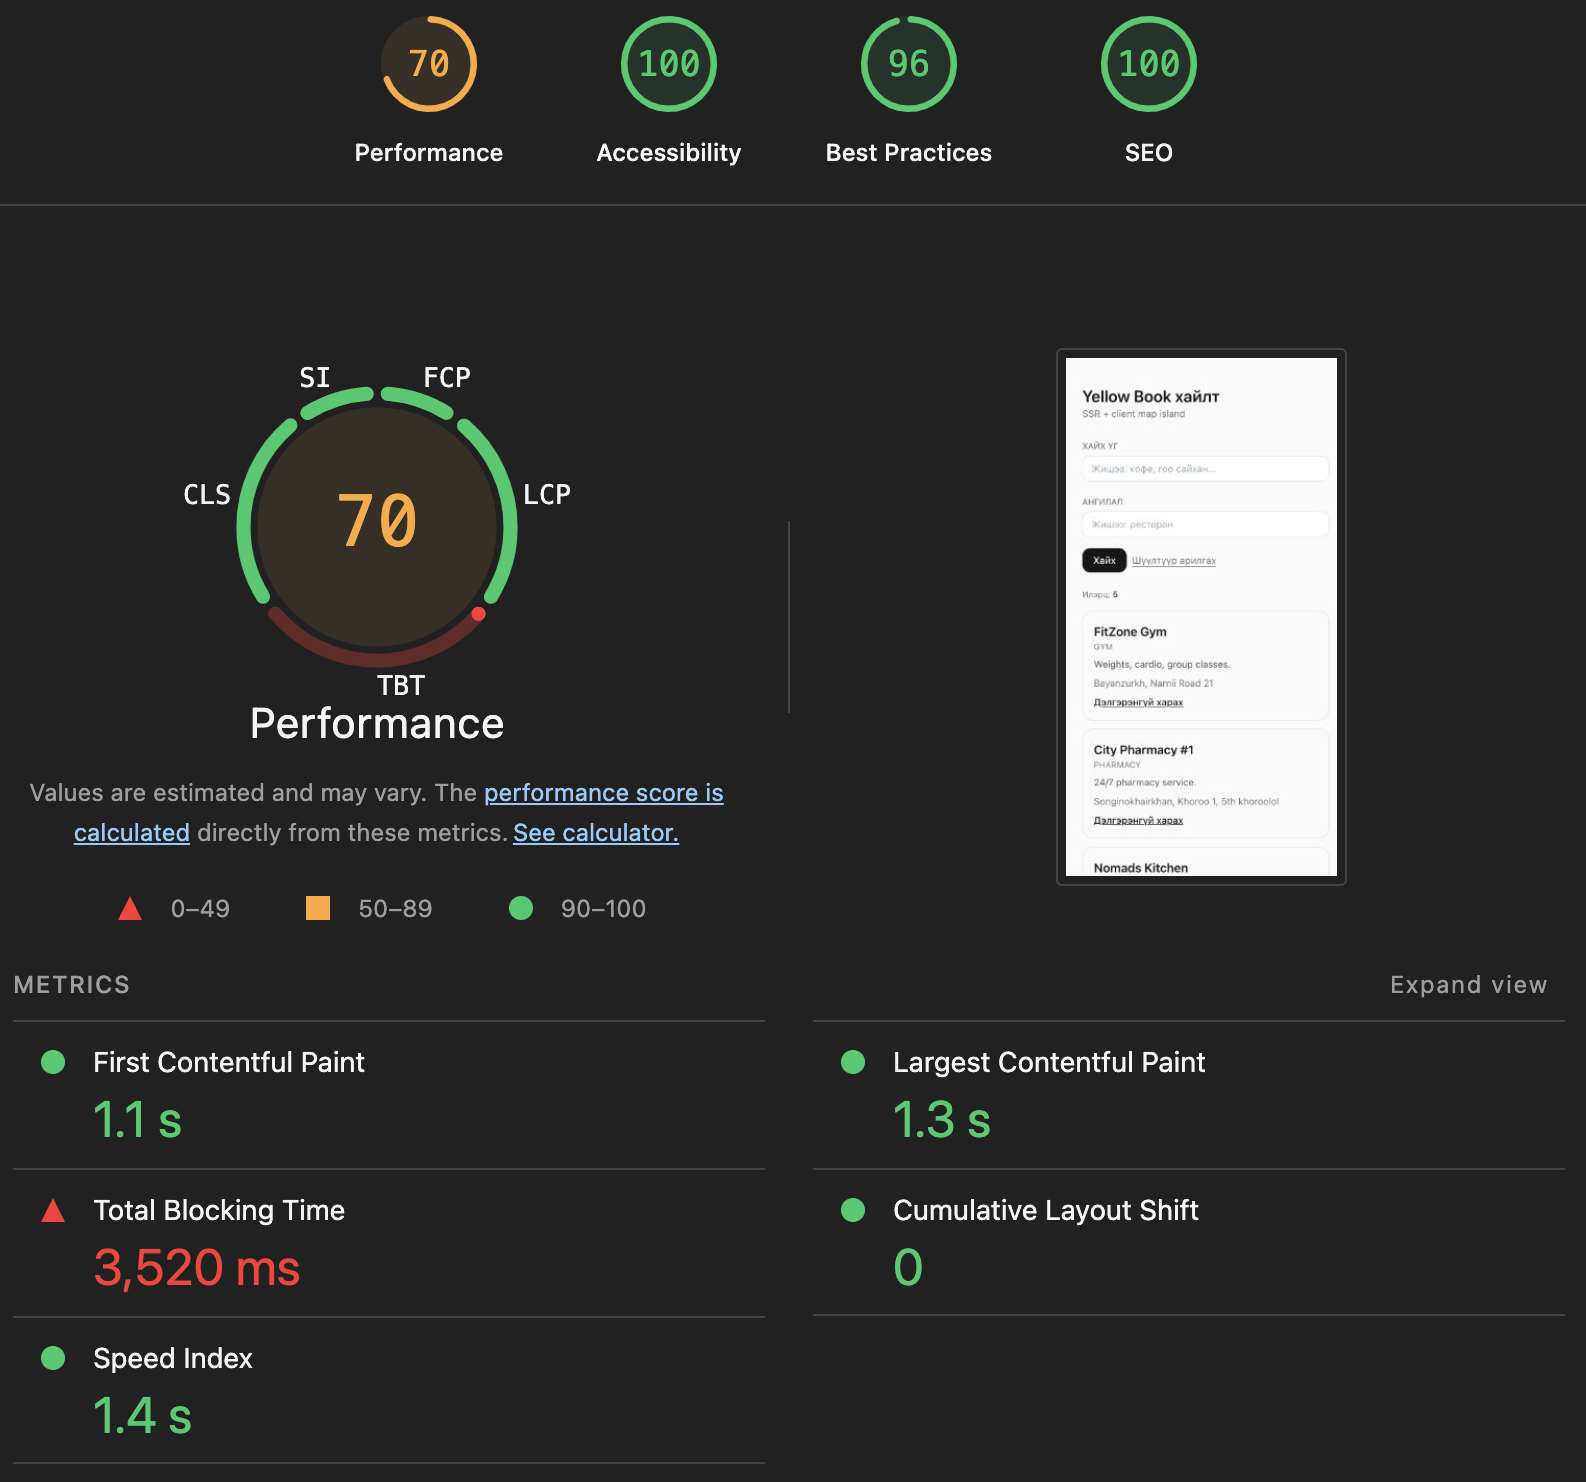 70
100
96
100
Performance
Accessibility
Best Practices
SEO
SI
FCP
CLS
LCP
70
TBT
Performance
Values are estimated and may vary. The performance score is
calculated directly from these metrics. See calculator.
0–49
50–89
90–100
Yellow Book хайлт
SSR + client map island
ХАЙХ ҮГ
Жишээ: кофе, гоо сайхан...
АНГИЛАЛ
Жишээ: ресторан
Хайх
Шүүлтүүр арилгах
Илэрц: 5
FitZone Gym
GYM
Weights, cardio, group classes.
Bayanzurkh, Narnii Road 21
Дэлгэрэнгүй харах
City Pharmacy #1
PHARMACY
24/7 pharmacy service.
Songinokhairkhan, Khoroo 1, 5th khoroolol
Дэлгэрэнгүй харах
Nomads Kitchen
METRICS
Expand view
First Contentful Paint
1.1 s
Largest Contentful Paint
1.3 s
Total Blocking Time
3,520 ms
Cumulative Layout Shift
0
Speed Index
1.4 s